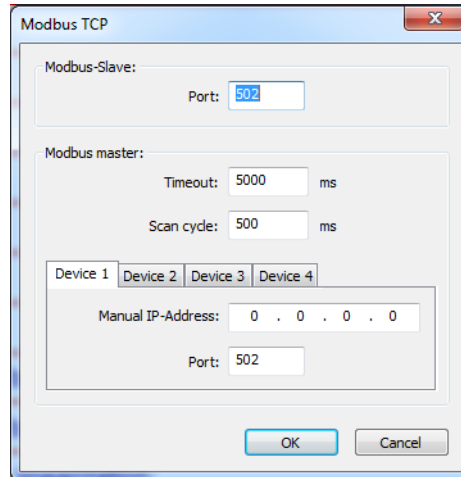 Modbus TCP
Modbus-Slave:
Port: 502
Modbus master:
Timeout: 5000 ms
Scan cycle: 500 ms
Device 1 Device 2 Device 3 Device 4
Manual IP-Address: 0 . 0 . 0 . 0
Port: 502
OK Cancel